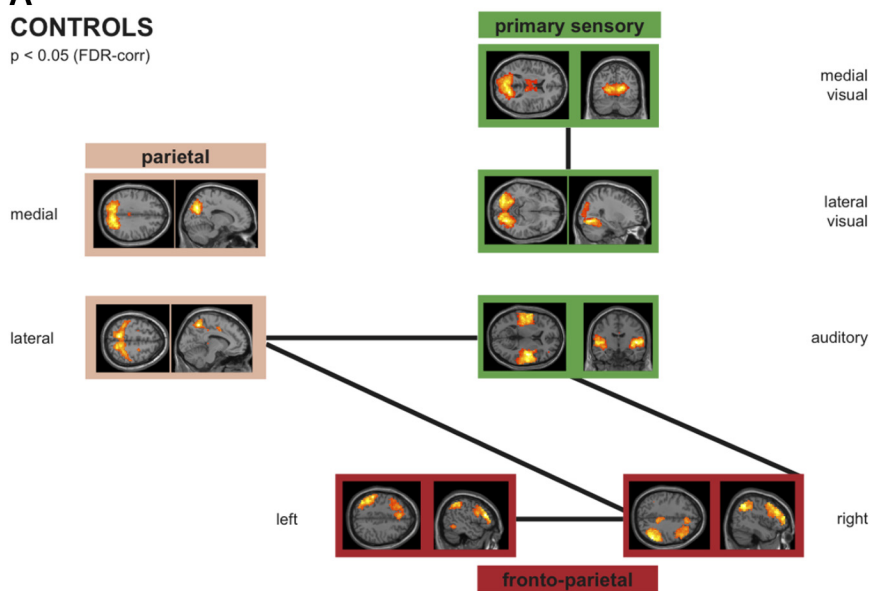 A
CONTROLS
p < 0.05 (FDR-corr)
primary sensory
medial
visual
parietal
medial
lateral
visual
lateral
auditory
left
right
fronto-parietal